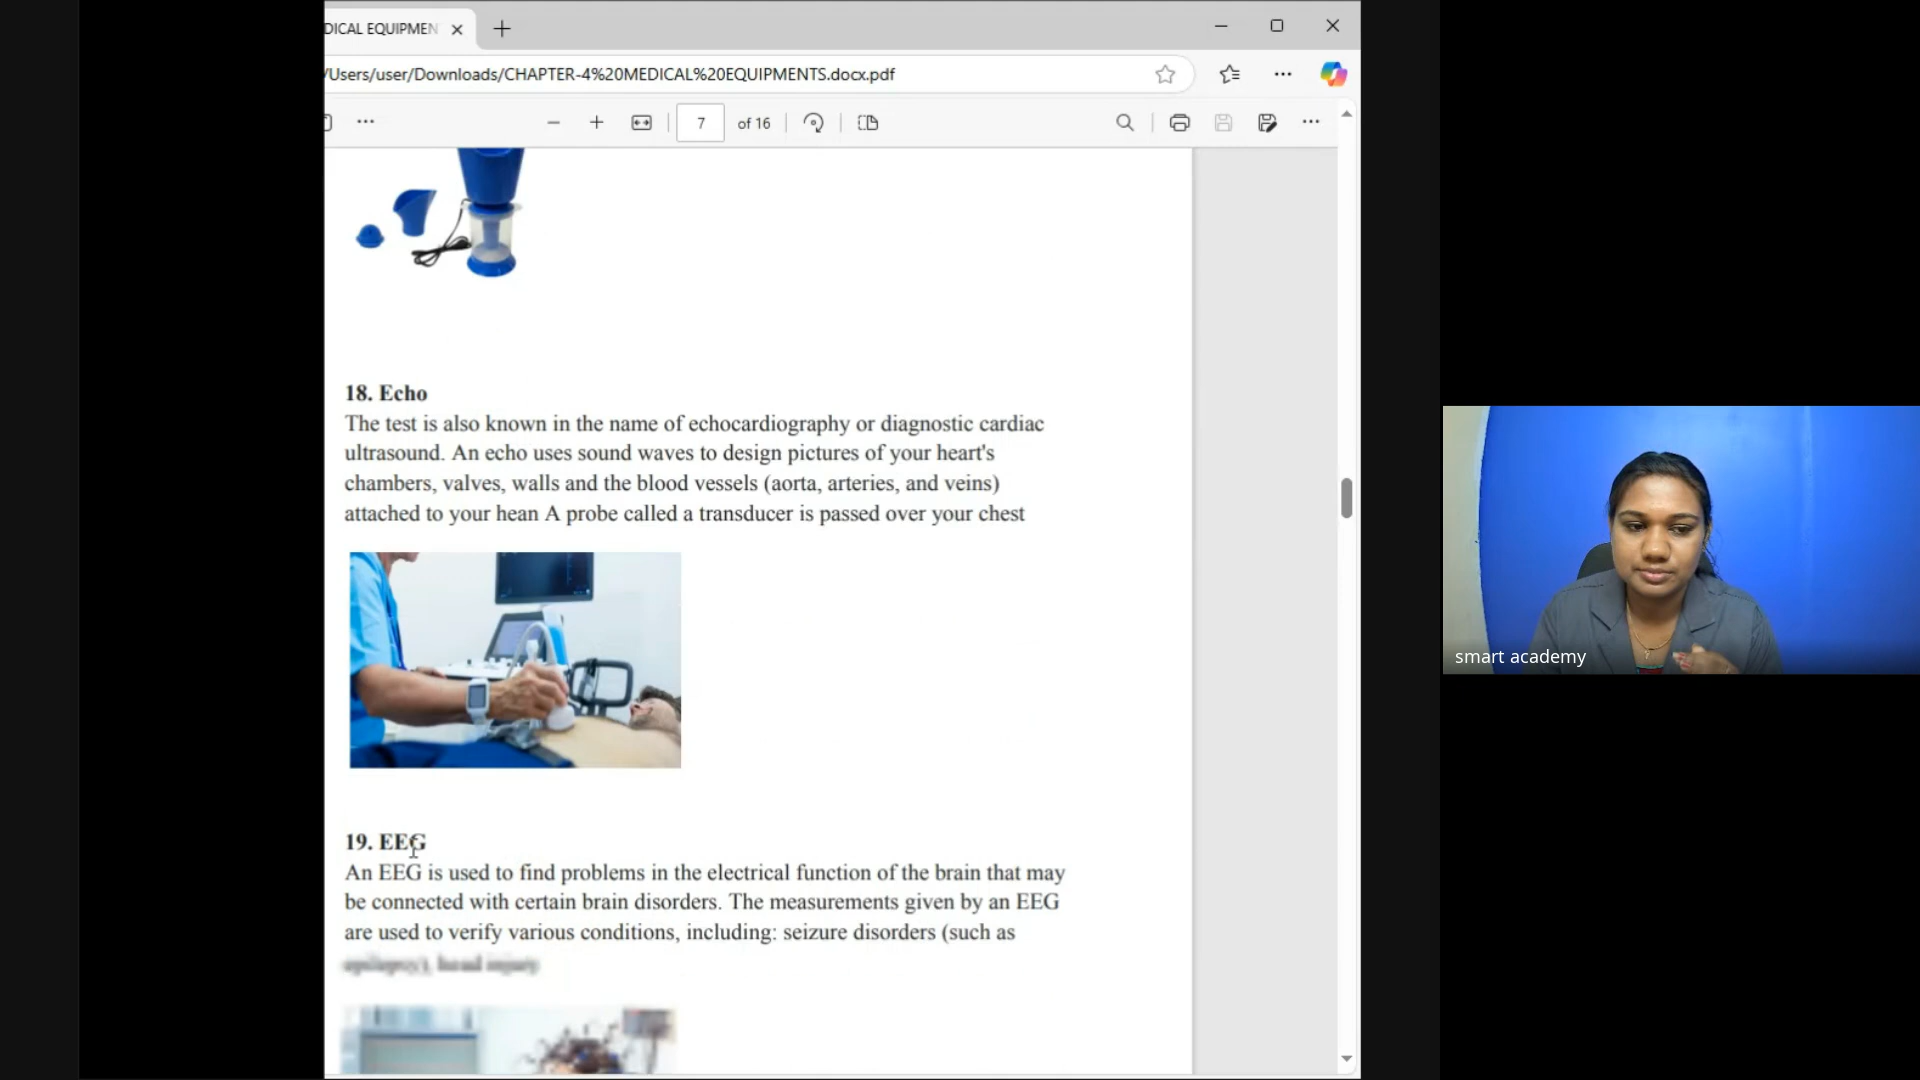 DICAL EQUIPMEN
/Users/user/Downloads/CHAPTER-4%20MEDICAL%20EQUIPMENTS.docx.pdf
7 of 16
18. Echo
The test is also known in the name of echocardiography or diagnostic cardiac
ultrasound. An echo uses sound waves to design pictures of your heart's
chambers, valves, walls and the blood vessels (aorta, arteries, and veins)
attached to your hean A probe called a transducer is passed over your chest
19. EEG
An EEG is used to find problems in the electrical function of the brain that may
be connected with certain brain disorders. The measurements given by an EEG
are used to verify various conditions, including: seizure disorders (such as
epilepsy), head injury
smart academy